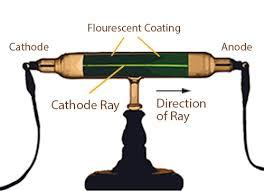 Flourescent Coating
Cathode
Anode
Cathode Ray
Direction
of Ray